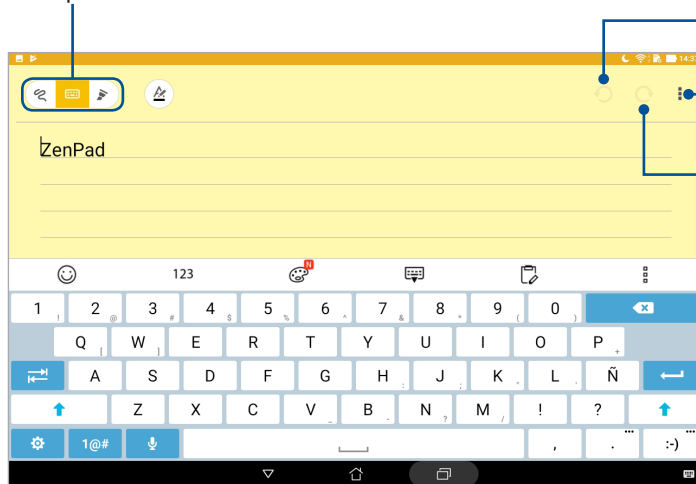 14:37
ZenPad
123
N
1 ! 2 @ 3 # 4 $ 5 % 6 ^ 7 & 8 * 9 ( 0 )
Q [ W ] E R T Y U I O P +
A S D F G H : J ; K " L ' Ñ
Z X C V _ B - N ? M / ! ?
1@# , . ... :-) ...